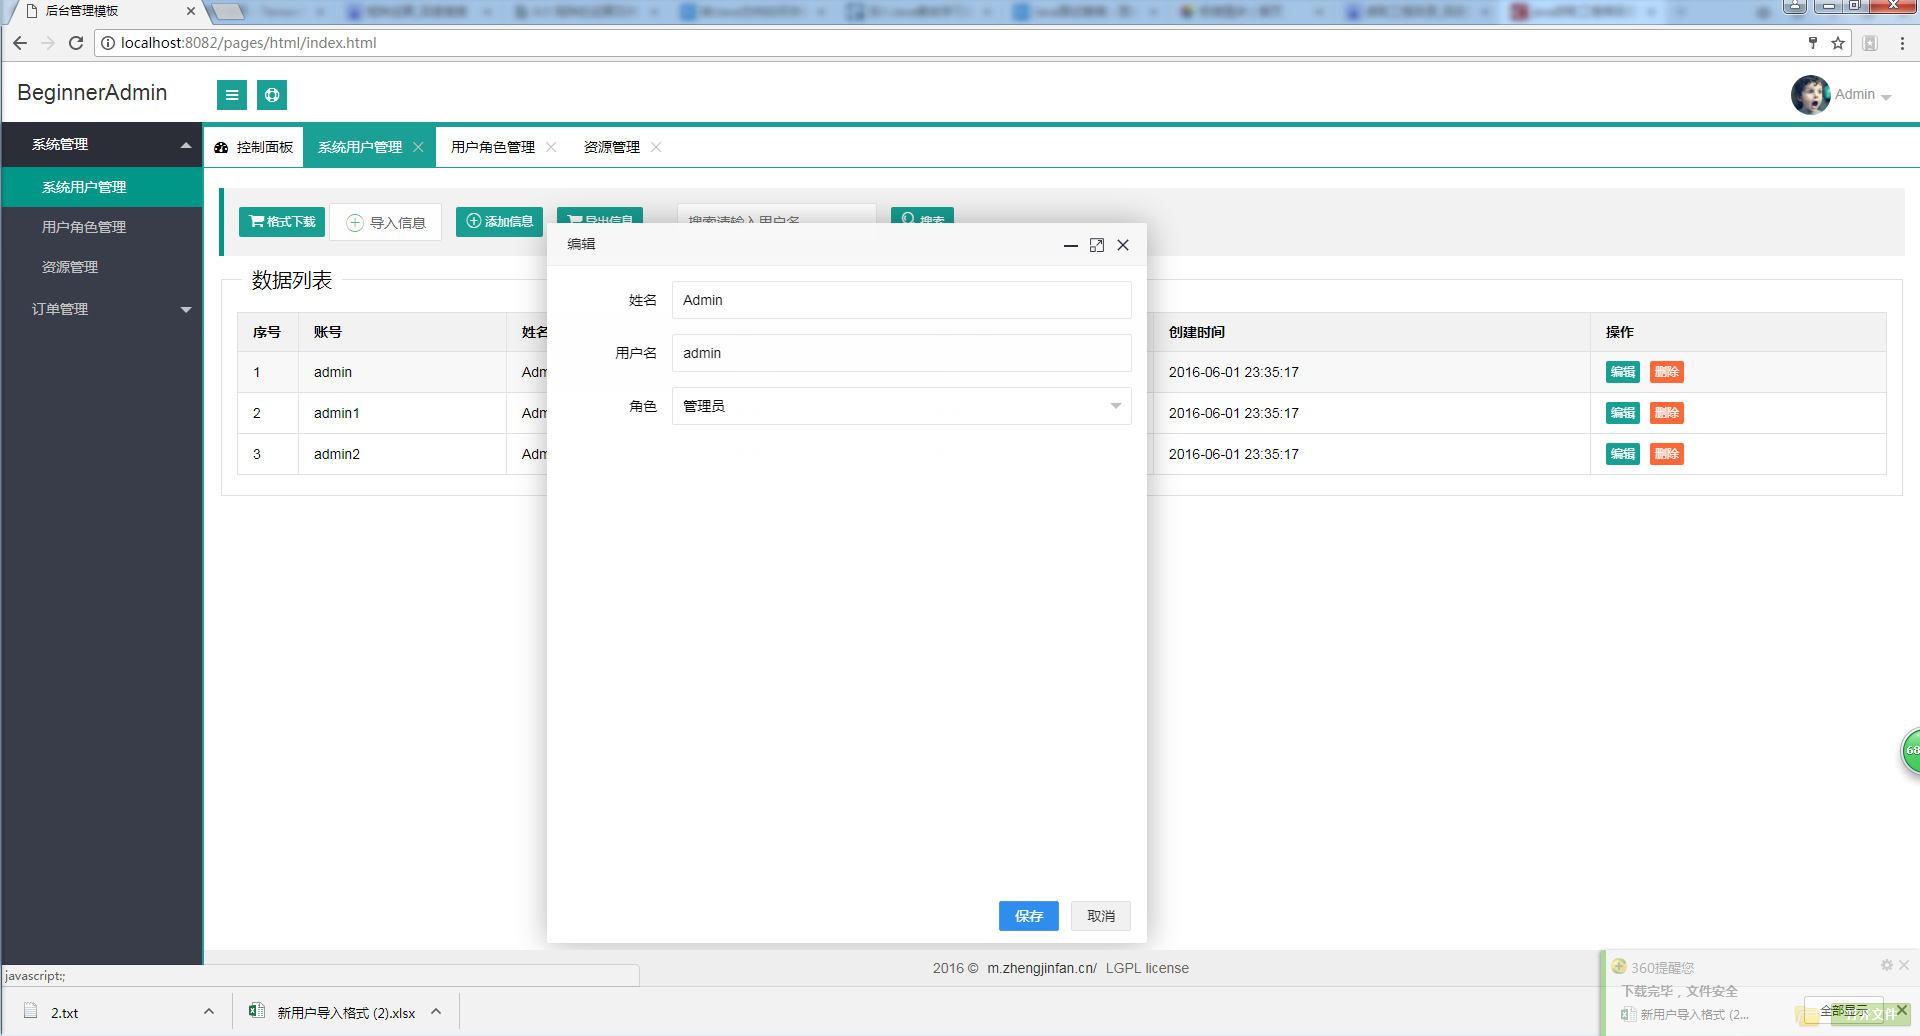 后台管理模板
localhost:8082/pages/html/index.html
BeginnerAdmin
Admin
系统管理
系统用户管理
用户角色管理
资源管理
订单管理
控制面板
系统用户管理
用户角色管理
资源管理
格式下载
导入信息
添加信息
导出信息
搜索请输入用户名
搜索
数据列表
序号
账号
姓名
创建时间
操作
1
admin
Adm
2016-06-01 23:35:17
编辑
删除
2
admin1
Adm
2016-06-01 23:35:17
编辑
删除
3
admin2
Adm
2016-06-01 23:35:17
编辑
删除
编辑
姓名
Admin
用户名
admin
角色
管理员
保存
取消
68
2016 © m.zhengjinfan.cn/ LGPL license
javascript:;
2.txt
新用户导入格式 (2).xlsx
360提醒您
下载完毕，文件安全
新用户导入格式 (2...
全部显示